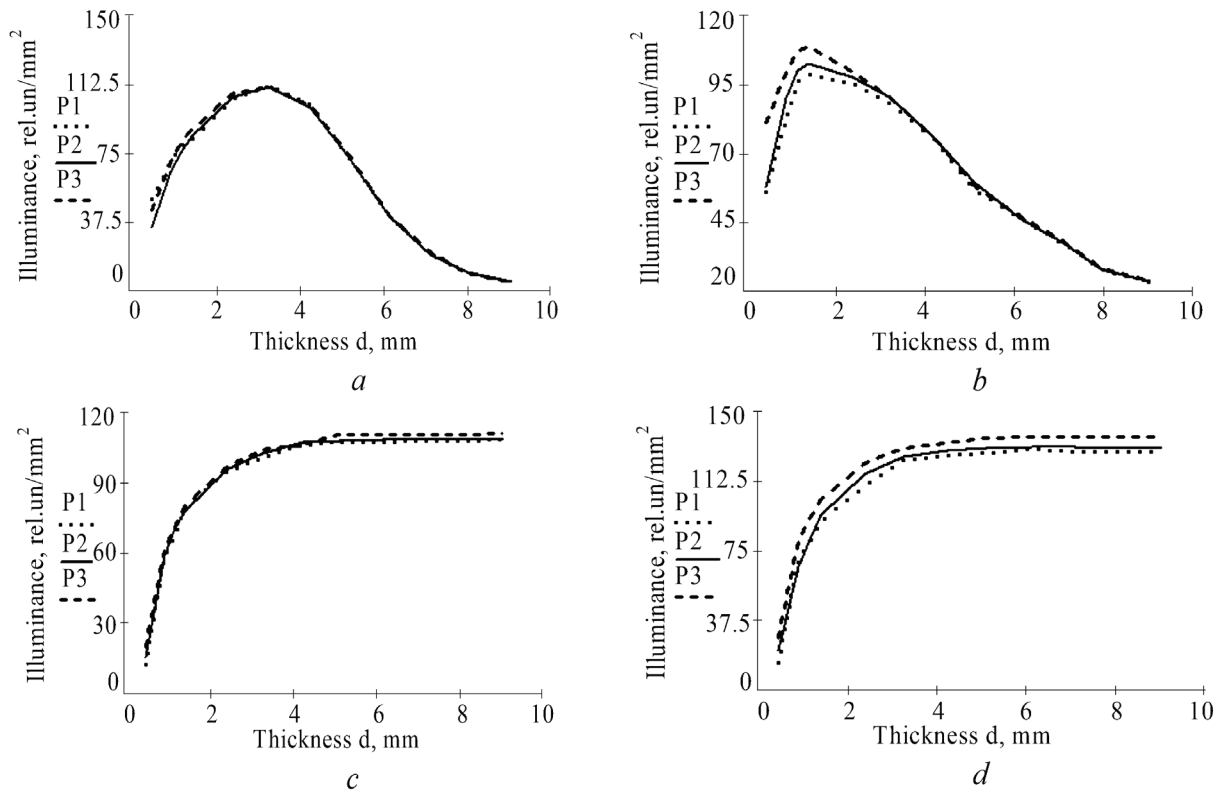 Illuminance, rel.un/mm²
150
112.5
P1
P2
75
P3
37.5
0
0 2 4 6 8 10
Thickness d, mm
a
Illuminance, rel.un/mm²
120
95
P1
70
P2
P3
45
20
0 2 4 6 8 10
Thickness d, mm
b
Illuminance, rel.un/mm²
120
90
P1
P2
60
P3
30
0
0 2 4 6 8 10
Thickness d, mm
c
Illuminance, rel.un/mm²
150
112.5
P1
P2
75
P3
37.5
0
0 2 4 6 8 10
Thickness d, mm
d